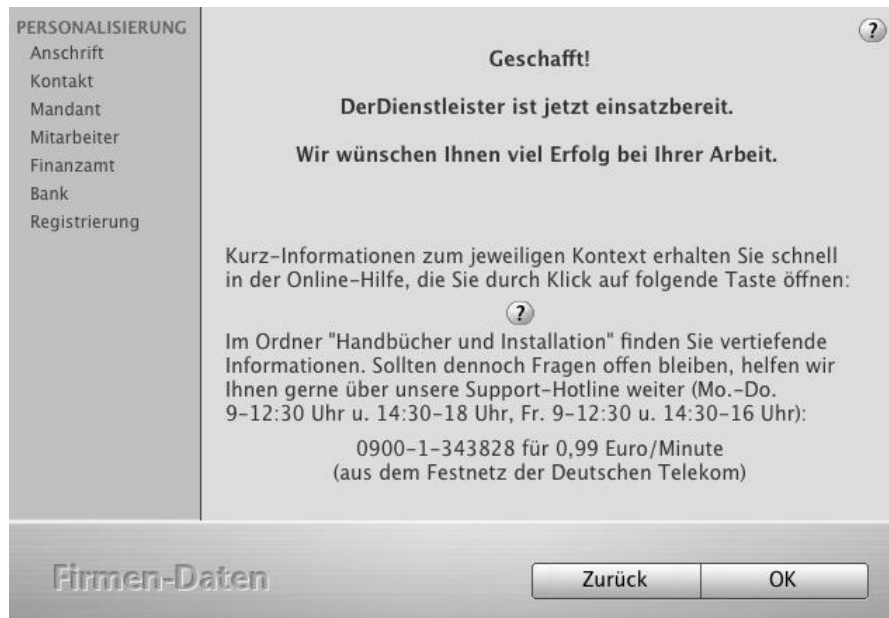 PERSONALISIERUNG
Anschrift
Kontakt
Mandant
Mitarbeiter
Finanzamt
Bank
Registrierung
?
Geschafft!
DerDienstleister ist jetzt einsatzbereit.
Wir wünschen Ihnen viel Erfolg bei Ihrer Arbeit.
Kurz-Informationen zum jeweiligen Kontext erhalten Sie schnell
in der Online-Hilfe, die Sie durch Klick auf folgende Taste öffnen:
?
Im Ordner "Handbücher und Installation" finden Sie vertiefende
Informationen. Sollten dennoch Fragen offen bleiben, helfen wir
Ihnen gerne über unsere Support-Hotline weiter (Mo.-Do.
9-12:30 Uhr u. 14:30-18 Uhr, Fr. 9-12:30 u. 14:30-16 Uhr):
0900-1-343828 für 0,99 Euro/Minute
(aus dem Festnetz der Deutschen Telekom)
Firmen-Daten
Zurück
OK